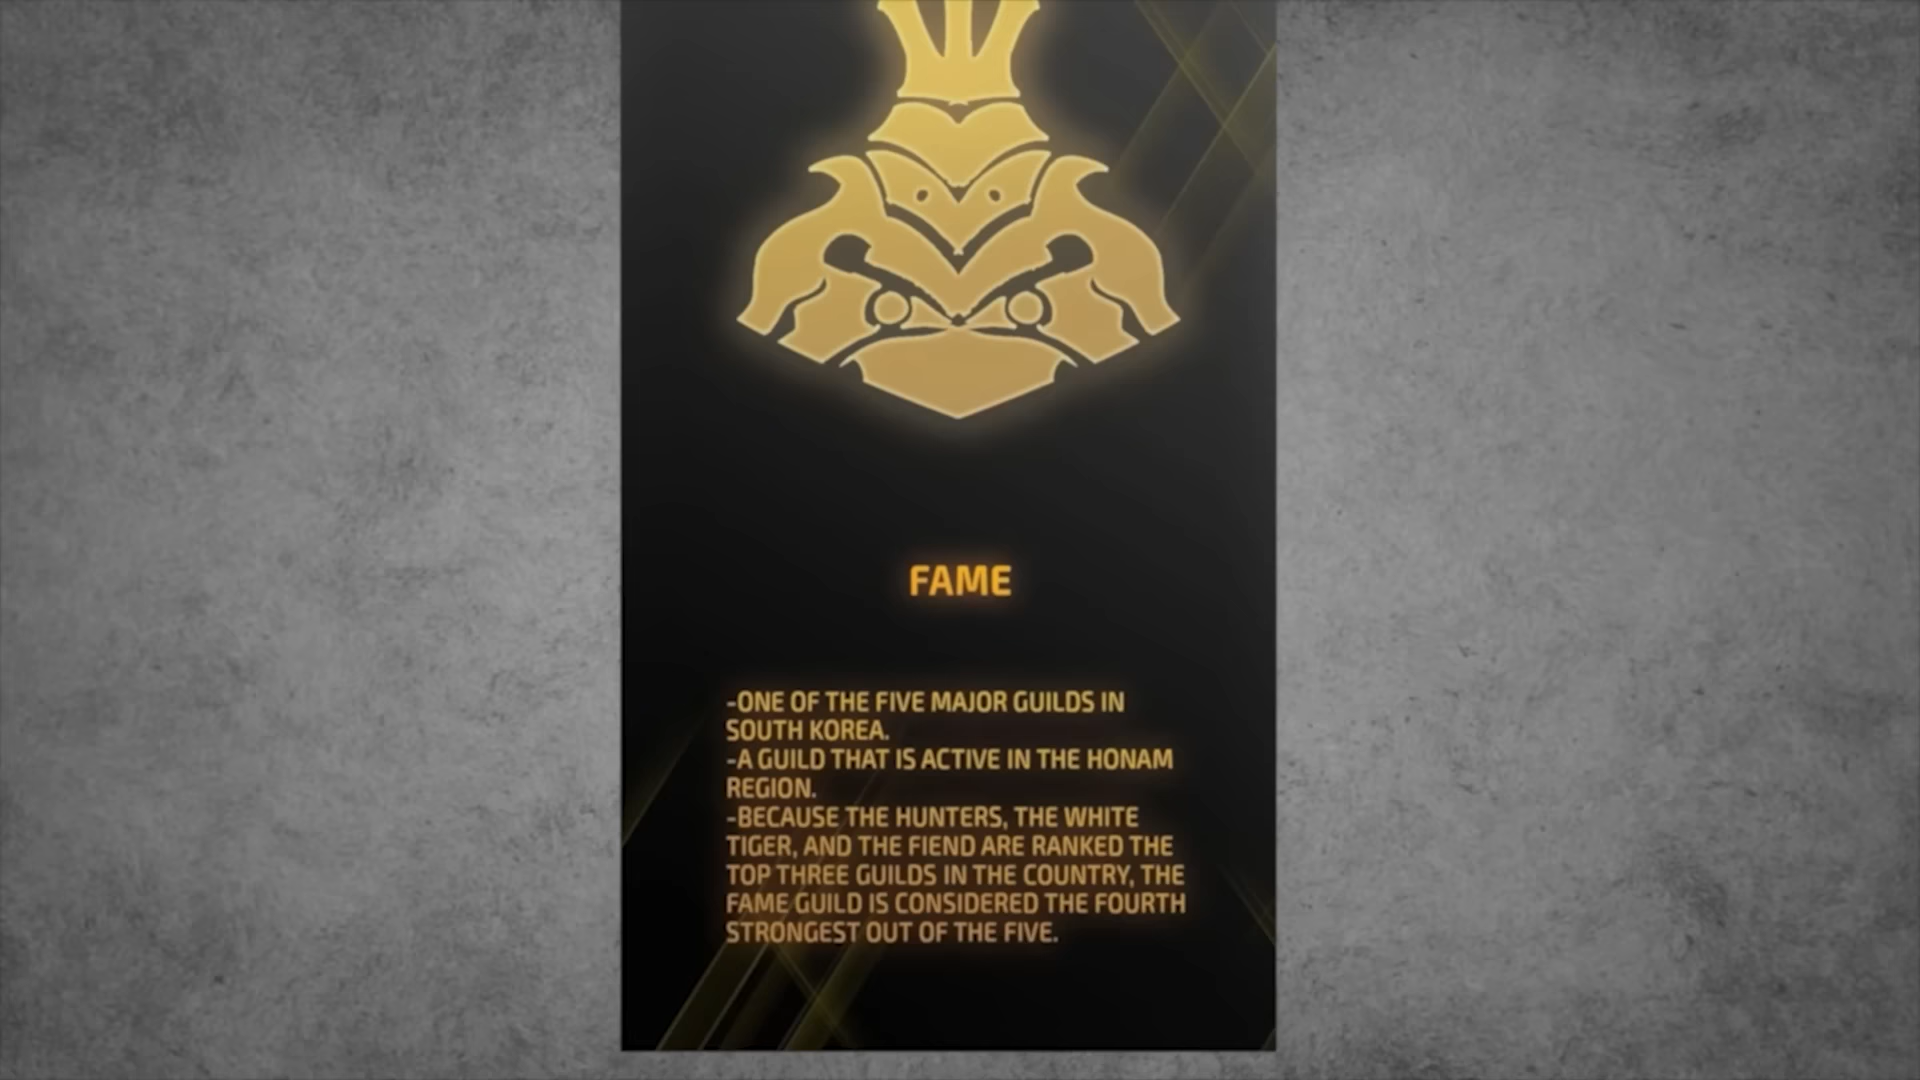 FAME
-ONE OF THE FIVE MAJOR GUILDS IN
SOUTH KOREA.
-A GUILD THAT IS ACTIVE IN THE HONAM
REGION.
-BECAUSE THE HUNTERS, THE WHITE
TIGER, AND THE FIEND ARE RANKED THE
TOP THREE GUILDS IN THE COUNTRY, THE
FAME GUILD IS CONSIDERED THE FOURTH
STRONGEST OUT OF THE FIVE.